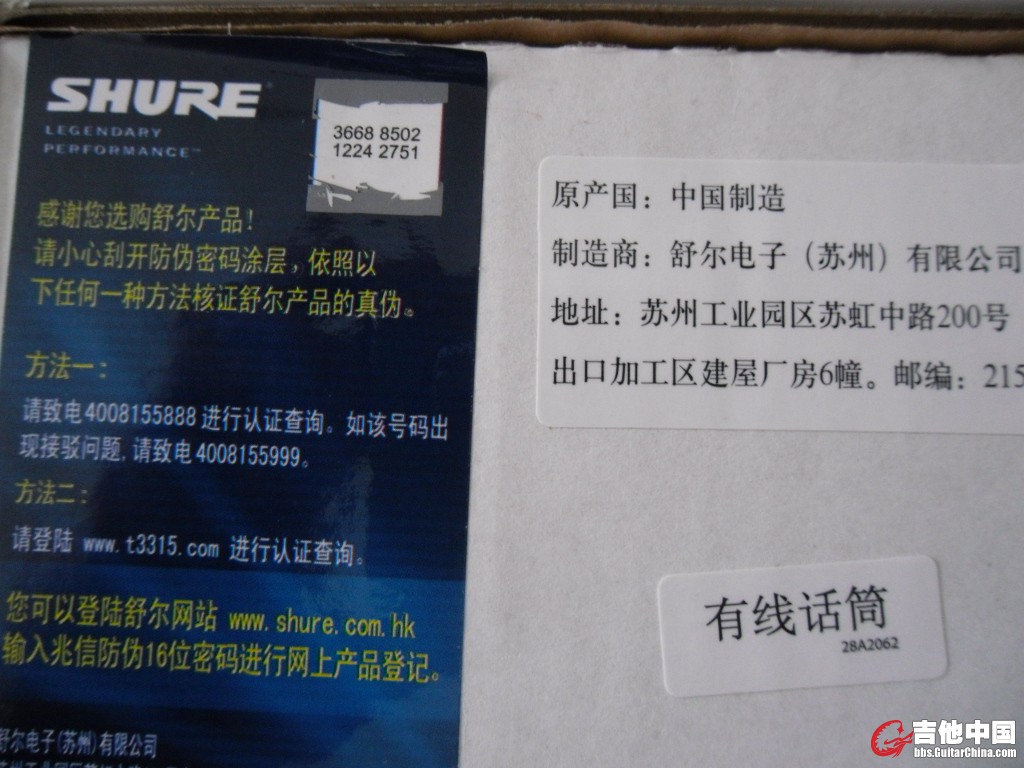 SHURE
LEGENDARY
PERFORMANCE™
3668 8502
1224 2751
感谢您选购舒尔产品!
请小心刮开防伪密码涂层,依照以
下任何一种方法核证舒尔产品的真伪。
方法一:
请致电4008155888进行认证查询。如该号码出
现接驳问题,请致电4008155999。
方法二:
请登陆 www.t3315.com 进行认证查询。
您可以登陆舒尔网站 www.shure.com.hk
输入兆信防伪16位密码进行网上产品登记。
舒尔电子(苏州)有限公司
原产国:中国制造
制造商:舒尔电子(苏州)有限公司
地址:苏州工业园区苏虹中路200号
出口加工区建屋厂房6幢。邮编:215
有线话筒
28A2062
吉他中国
bbs.GuitarChina.com